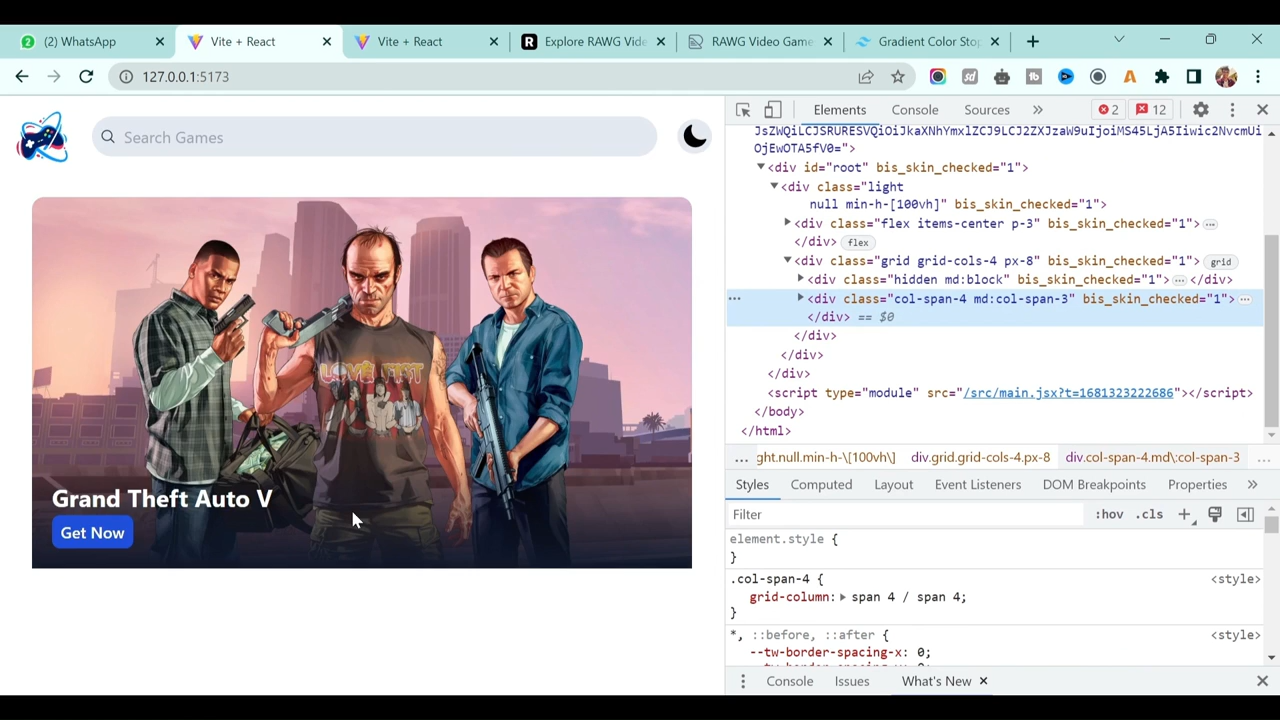 2
(2) WhatsApp
Vite + React
Vite + React
R
Explore RAWG Vide
RAWG Video Game
Gradient Color Stop
127.0.0.1:5173
Search Games
LOVE FIST
Grand Theft Auto V
Get Now
Elements
Console
Sources
2
12
JsZWQiLCJSRURESVQiOiJkaXNhYmxlZCJ9LCJ2ZXJzaW9uIjoiMS45LjA5Iiwic2NvcmUi
OjEwOTA5fV0=">
<div id="root" bis_skin_checked="1">
<div class="light
null min-h-[100vh]" bis_skin_checked="1">
<div class="flex items-center p-3" bis_skin_checked="1">
</div> flex
<div class="grid grid-cols-4 px-8" bis_skin_checked="1"> grid
<div class="hidden md:block" bis_skin_checked="1"> </div>
<div class="col-span-4 md:col-span-3" bis_skin_checked="1">
</div> == $0
</div>
</div>
</div>
<script type="module" src="/src/main.jsx?t=1681323222686"></script>
</body>
</html>
... ght.null.min-h-\[100vh\] div.grid.grid-cols-4.px-8 div.col-span-4.md\:col-span-3 ...
Styles
Computed
Layout
Event Listeners
DOM Breakpoints
Properties
Filter
:hov
.cls
element.style {
}
.col-span-4 {
<style>
grid-column: span 4 / span 4;
}
*, ::before, ::after {
<style>
--tw-border-spacing-x: 0;
Console
Issues
What's New